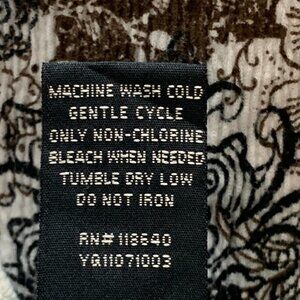 MACHINE WASH COLD
GENTLE CYCLE
ONLY NON-CHLORINE
BLEACH WHEN NEEDED
TUMBLE DRY LOW
DO NOT IRON
RN# 118640
YQ11071003